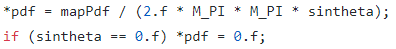 *pdf = mapPdf / (2.f * M_PI * M_PI * sintheta);
if (sintheta == 0.f) *pdf = 0.f;